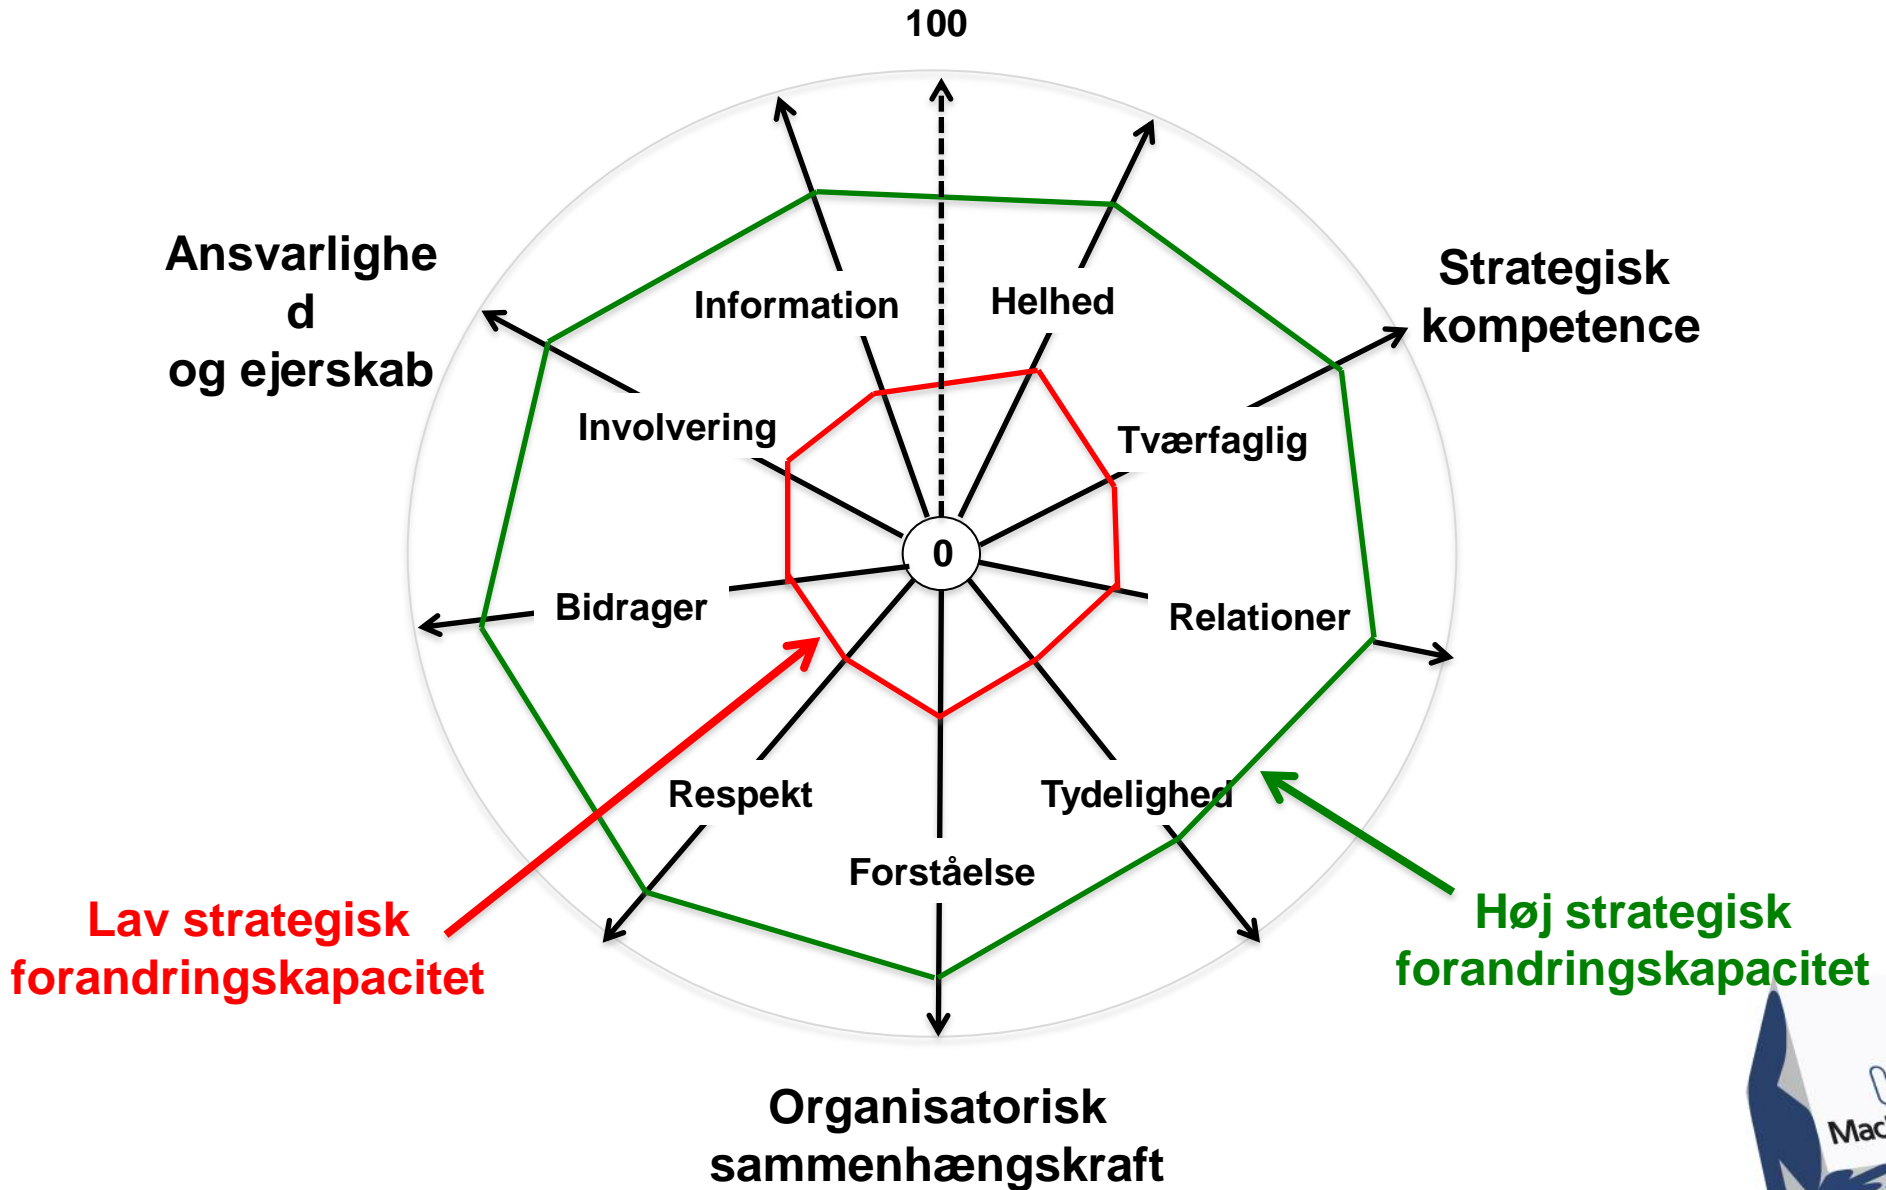 100
Ansvarlighe
d
og ejerskab
Strategisk
kompetence
Information
Helhed
Involvering
Tværfaglig
0
Bidrager
Relationer
Respekt
Tydelighed
Forståelse
Lav strategisk
forandringskapacitet
Høj strategisk
forandringskapacitet
Organisatorisk
sammenhængskraft